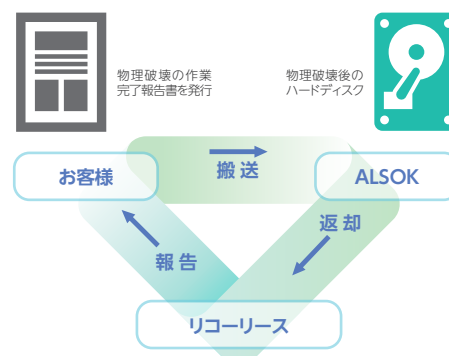 物理破壊の作業
完了報告書を発行
物理破壊後の
ハードディスク
お客様
搬送
ALSOK
返却
報告
リコーリース